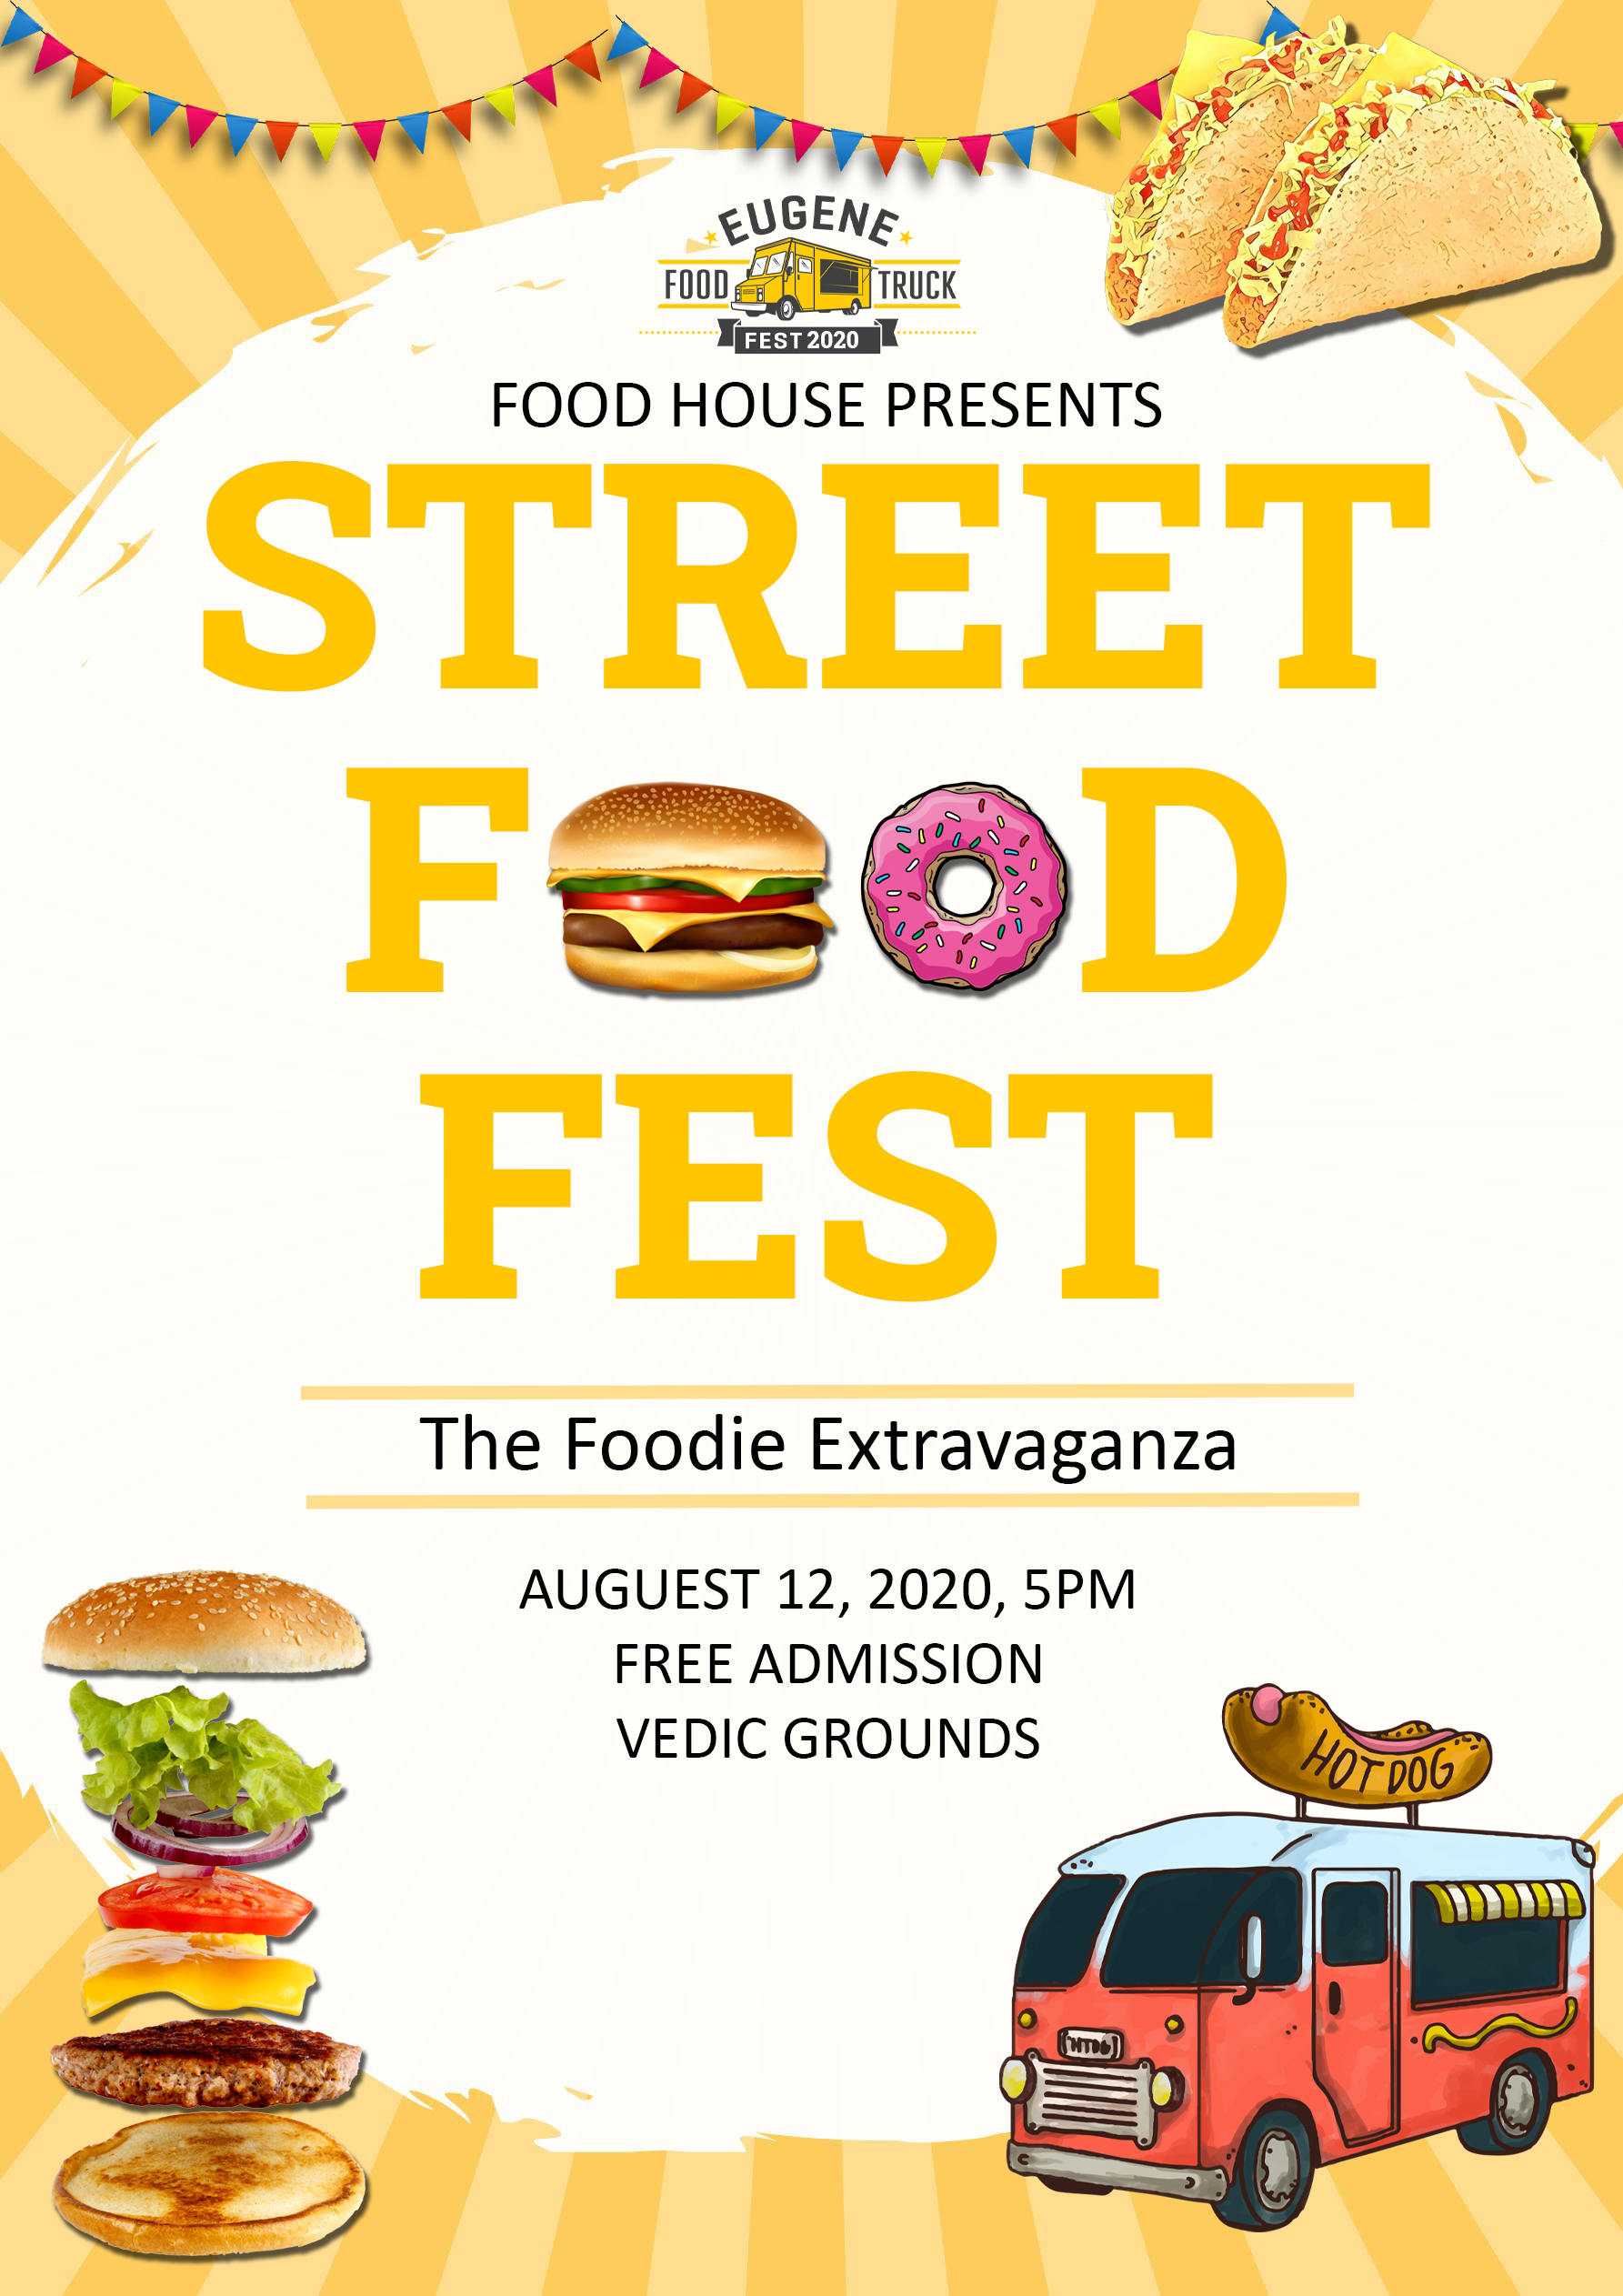 EUGENE
FOOD TRUCK
FEST 2020
FOOD HOUSE PRESENTS
STREET
FOOD
FEST
The Foodie Extravaganza
AUGUEST 12, 2020, 5PM
FREE ADMISSION
VEDIC GROUNDS
HOT DOG
HTDG